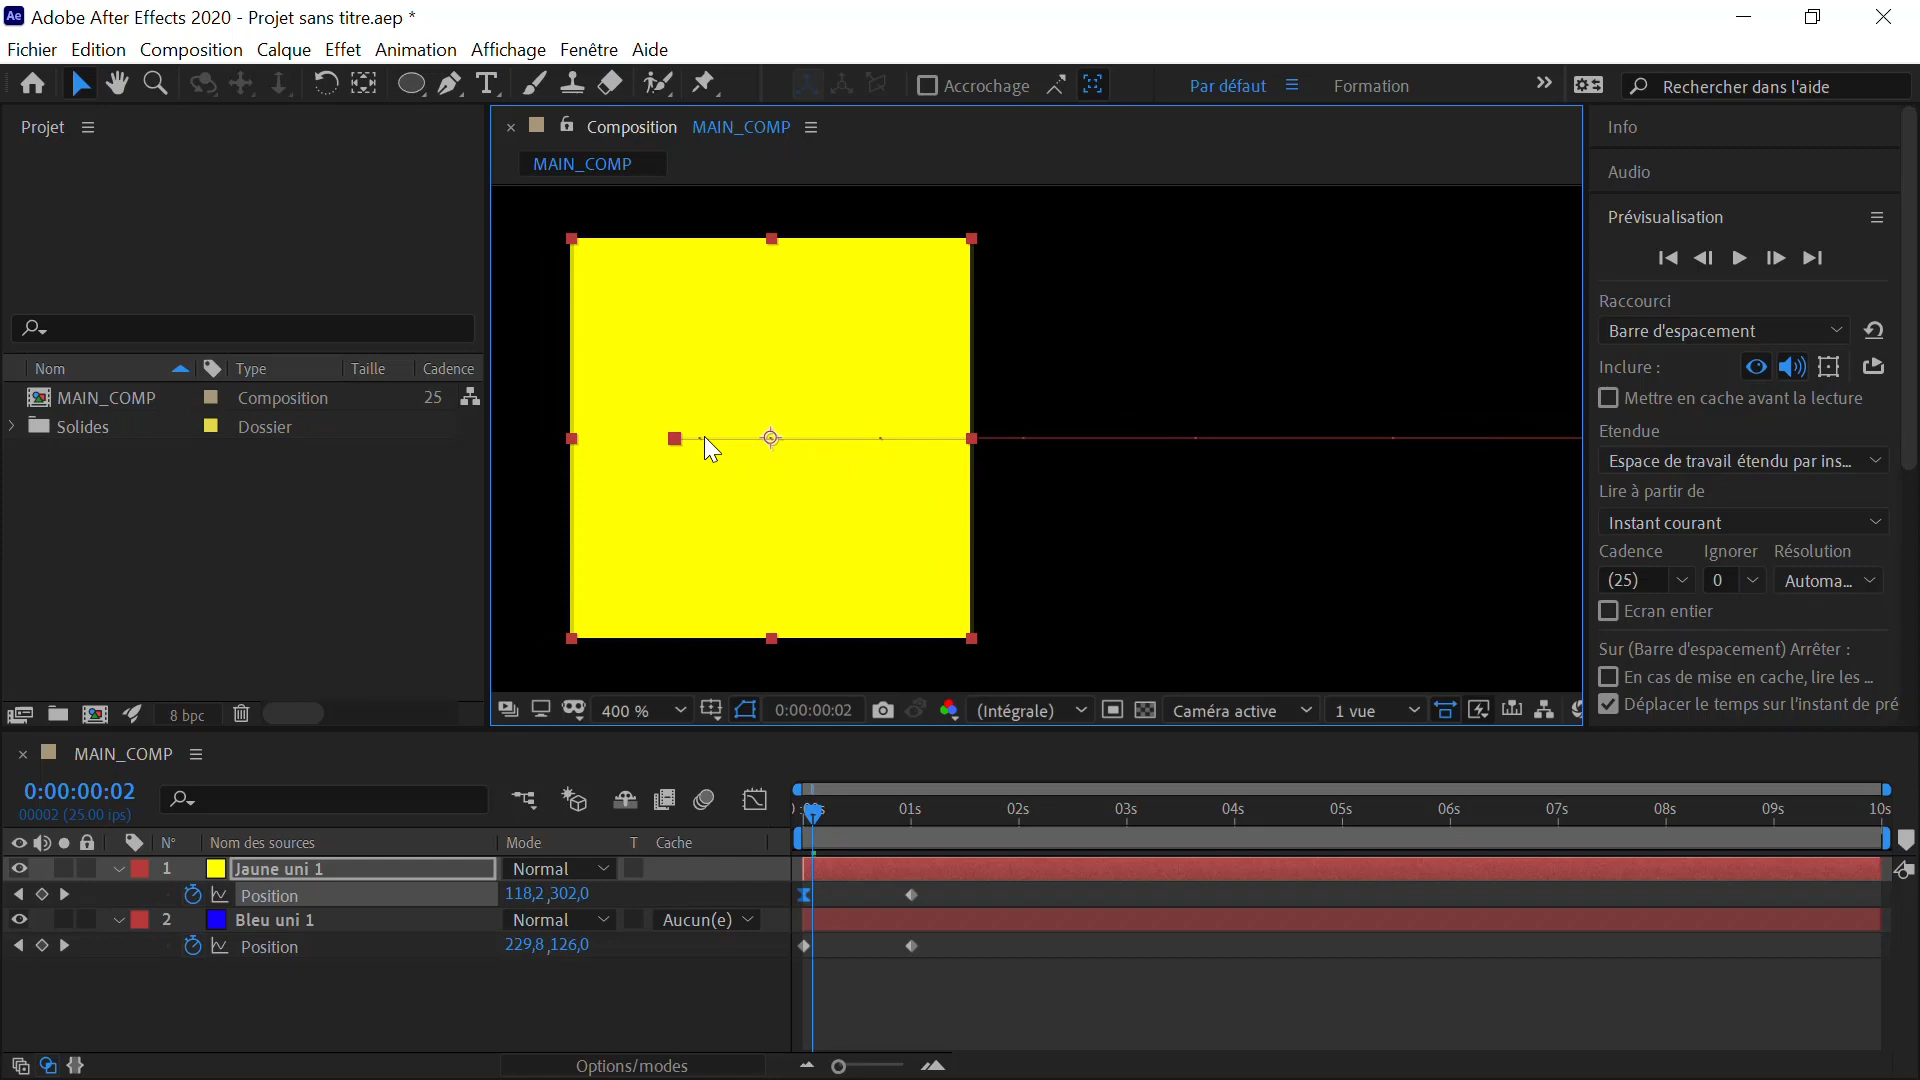 Ae Adobe After Effects 2020 - Projet sans titre.aep *
Fichier Edition Composition Calque Effet Animation Affichage Fenêtre Aide
T Accrochage Par défaut Formation Rechercher dans l'aide
Projet
Composition MAIN_COMP
MAIN_COMP
Info
Audio
Prévisualisation
Raccourci
Barre d'espacement
Inclure :
Mettre en cache avant la lecture
Etendue
Espace de travail étendu par ins...
Lire à partir de
Instant courant
Cadence Ignorer Résolution
(25) 0 Automa...
Ecran entier
Sur (Barre d'espacement) Arrêter :
En cas de mise en cache, lire les ...
Déplacer le temps sur l'instant de pré
Nom Type Taille Cadence
MAIN_COMP Composition 25
Solides Dossier
8 bpc
400 % 0:00:00:02 (Intégrale) Caméra active 1 vue
MAIN_COMP
0:00:00:02
00002 (25.00 ips)
01s 02s 03s 04s 05s 06s 07s 08s 09s 10s
N° Nom des sources Mode T Cache
1 Jaune uni 1 Normal
Position 118,2 ,302,0
2 Bleu uni 1 Normal Aucun(e)
Position 229,8 ,126,0
Options/modes